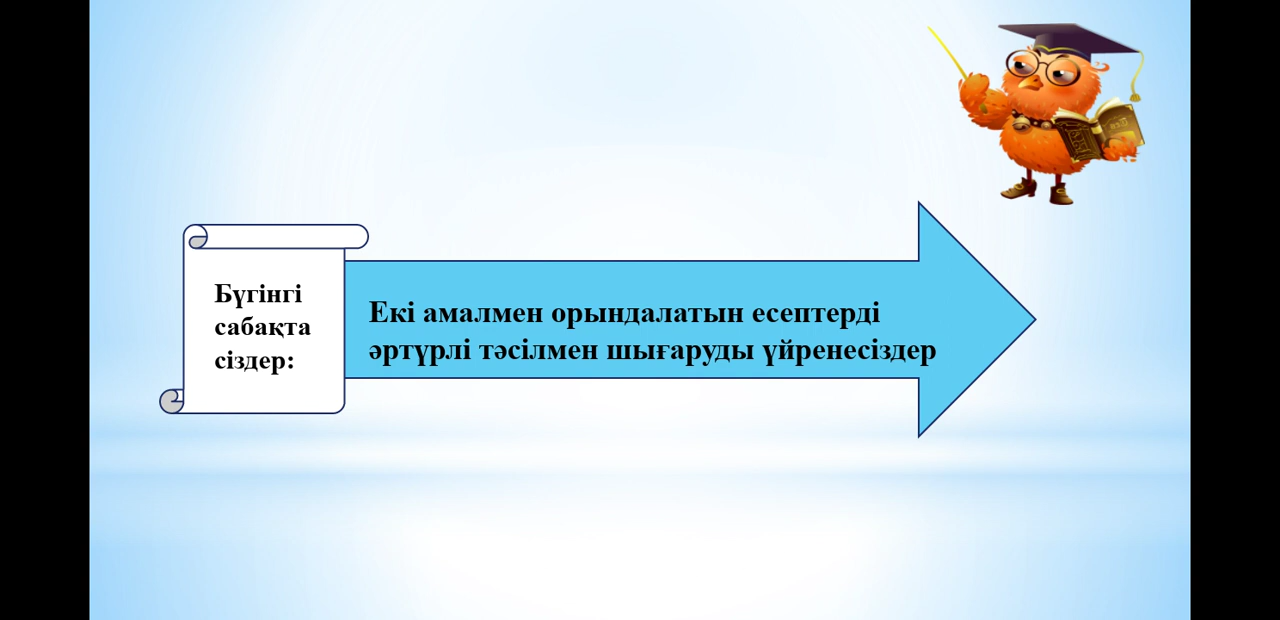 Бүгінгі
сабақта
сіздер:
Екі амалмен орындалатын есептерді
әртүрлі тәсілмен шығаруды үйренесіздер